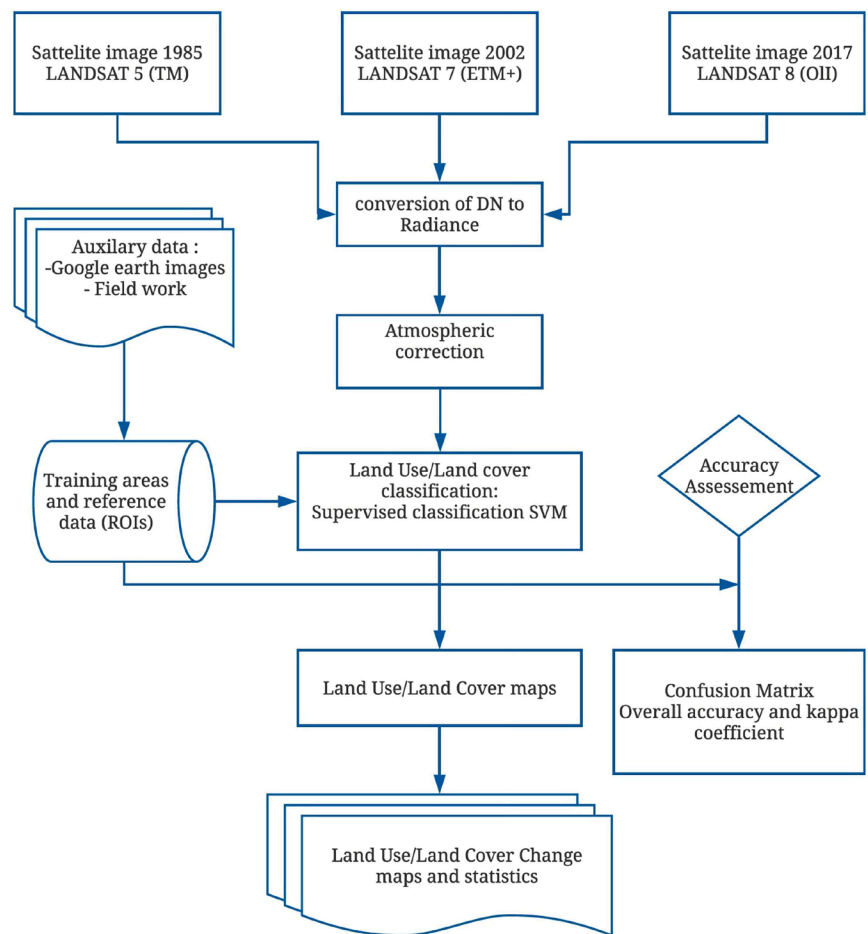 Sattelite image 1985
LANDSAT 5 (TM)
Sattelite image 2002
LANDSAT 7 (ETM+)
Sattelite image 2017
LANDSAT 8 (OlI)
conversion of DN to
Radiance
Auxilary data :
-Google earth images
- Field work
Atmospheric
correction
Training areas
and reference
data (ROIs)
Land Use/Land cover
classification:
Supervised classification SVM
Accuracy
Assessement
Land Use/Land Cover maps
Confusion Matrix
Overall accuracy and kappa
coefficient
Land Use/Land Cover Change
maps and statistics